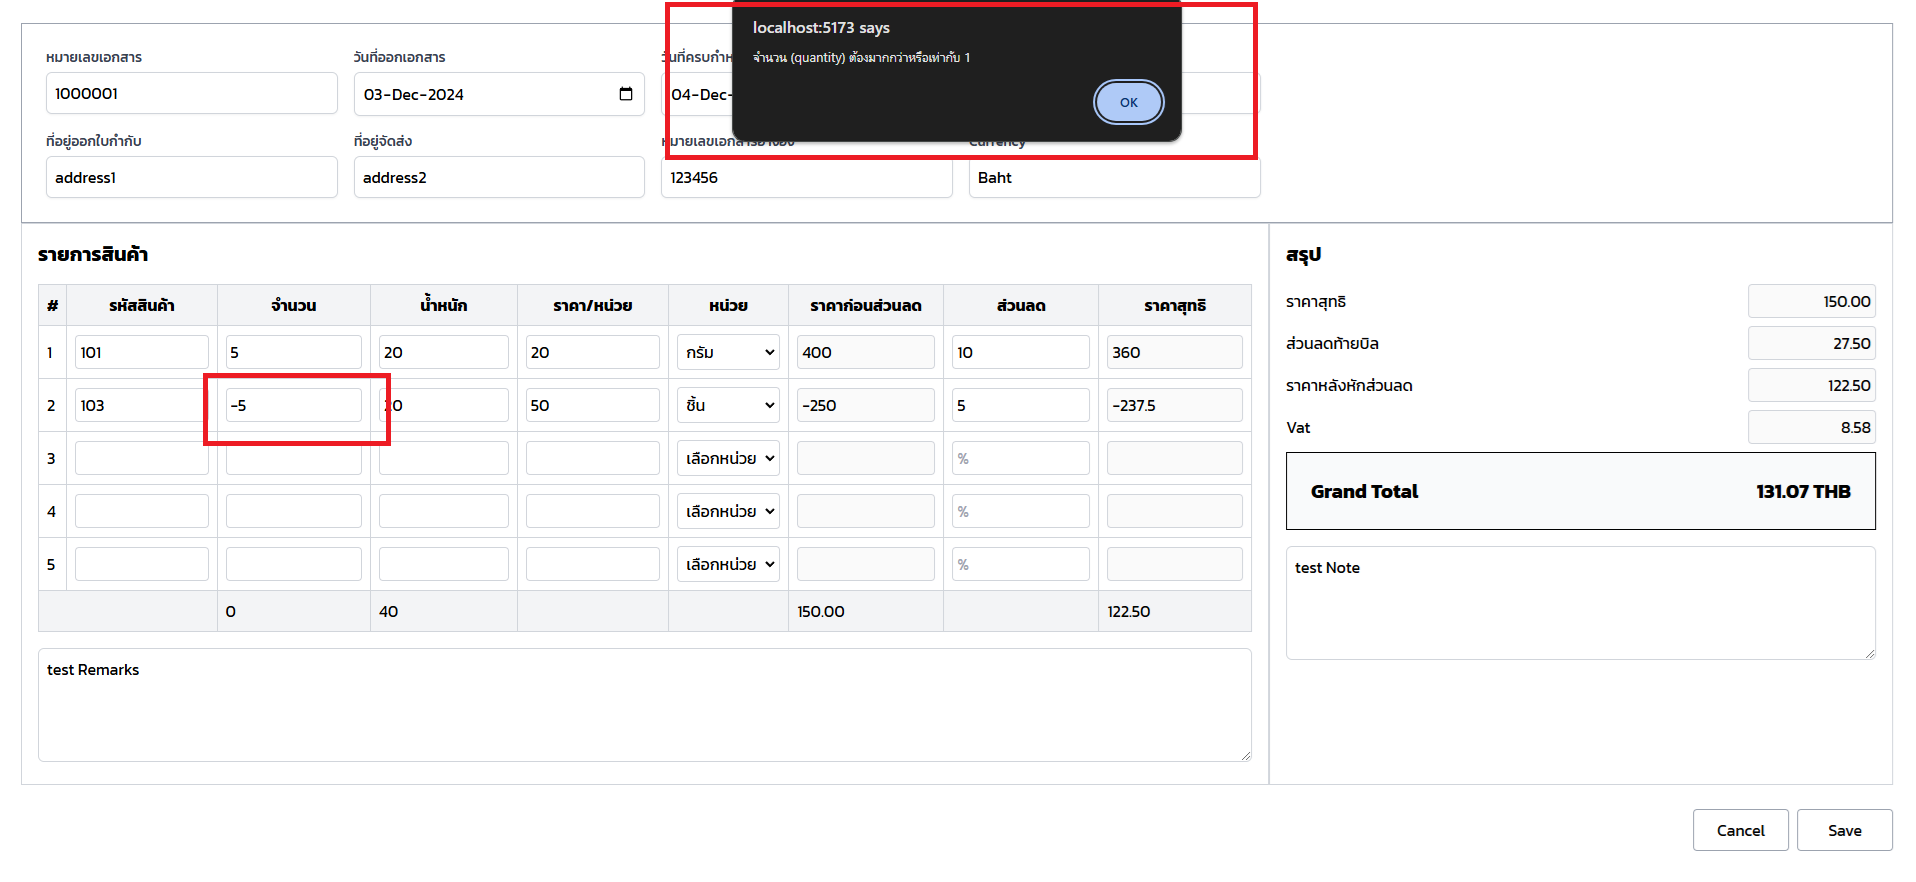 localhost:5173 says
จำนวน (quantity) ต้องมากกว่าหรือเท่ากับ 1
OK
หมายเลขเอกสาร วันที่ออกเอกสาร วันที่ครบกำห
1000001 03-Dec-2024 04-Dec-
ที่อยู่ออกใบกำกับ ที่อยู่จัดส่ง หมายเลขเอกสารอ้างอิง Currency
address1 address2 123456 Baht
รายการสินค้า
# รหัสสินค้า จำนวน น้ำหนัก ราคา/หน่วย หน่วย ราคาก่อนส่วนลด ส่วนลด ราคาสุทธิ
1 101 5 20 20 กรัม 400 10 360
2 103 -5 20 50 ชิ้น -250 5 -237.5
3 เลือกหน่วย %
4 เลือกหน่วย %
5 เลือกหน่วย %
0 40 150.00 122.50
test Remarks
สรุป
ราคาสุทธิ 150.00
ส่วนลดท้ายบิล 27.50
ราคาหลังหักส่วนลด 122.50
Vat 8.58
Grand Total 131.07 THB
test Note
Cancel Save